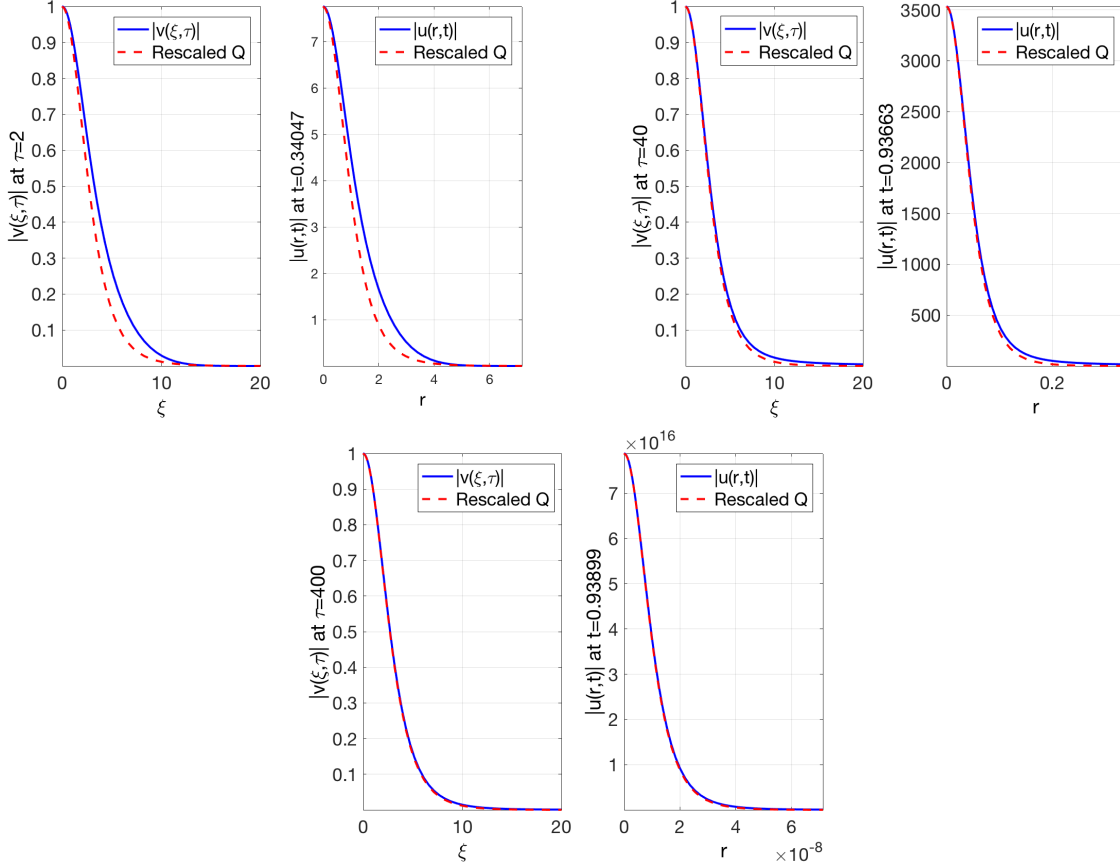 |v(ξ,τ)| at τ=2
1
0.9
0.8
0.7
0.6
0.5
0.4
0.3
0.2
0.1
|v(ξ,τ)|
Rescaled Q
0 10 20
ξ
|u(r,t)| at t=0.34047
7
6
5
4
3
2
1
|u(r,t)|
Rescaled Q
0 2 4 6
r
|v(ξ,τ)| at τ=40
1
0.9
0.8
0.7
0.6
0.5
0.4
0.3
0.2
0.1
|v(ξ,τ)|
Rescaled Q
0 10 20
ξ
|u(r,t)| at t=0.93663
3500
3000
2500
2000
1500
1000
500
|u(r,t)|
Rescaled Q
0 0.2
r
|v(ξ,τ)| at τ=400
1
0.9
0.8
0.7
0.6
0.5
0.4
0.3
0.2
0.1
|v(ξ,τ)|
Rescaled Q
0 10 20
ξ
×10^16
|u(r,t)| at t=0.93899
7
6
5
4
3
2
1
|u(r,t)|
Rescaled Q
0 2 4 6
r
×10^-8